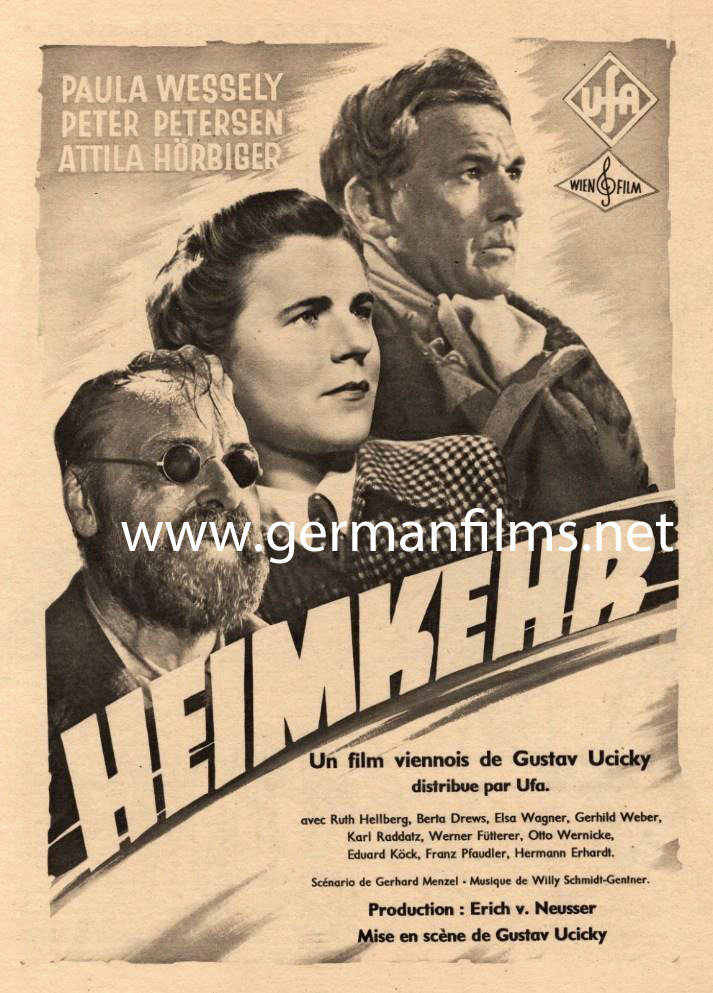 PAULA WESSELY
PETER PETERSEN
ATTILA HÖRBIGER
UFA
WIEN FILM
www.germanfilms.net
HEIMKEHR
Un film viennois de Gustav Ucicky
distribue par Ufa.
avec Ruth Hellberg, Berta Drews, Elsa Wagner, Gerhild Weber,
Karl Raddatz, Werner Fütterer, Otto Wernicke,
Eduard Köck, Franz Pfaudler, Hermann Erhardt.
Scénario de Gerhard Menzel - Musique de Willy Schmidt-Gentner.
Production : Erich v. Neusser
Mise en scène de Gustav Ucicky